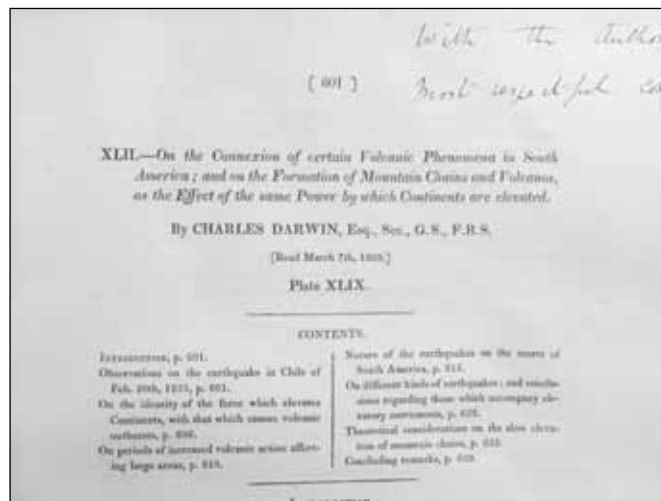 With the Author
[ 601 ]
Most respectful
XLII.—On the Connexion of certain Volcanic Phenomena in South
America; and on the Formation of Mountain Chains and Volcanos,
as the Effect of the same Power by which Continents are elevated.
By CHARLES DARWIN, Esq., Sec., G.S., F.R.S.
[Read March 7th, 1838.]
Plate XLIX.
CONTENTS.
INTRODUCTION, p. 601.
Observations on the earthquake in Chile of
Feb. 20th, 1835, p. 601.
On the identity of the force which elevates
Continents, with that which causes volcanic
outbursts, p. 606.
On periods of increased volcanic action affect-
ing large areas, p. 610.
Nature of the earthquakes on the coasts of
South America, p. 615.
On different kinds of earthquakes; and conclu-
sions regarding those which accompany ele-
vatory movements, p.
Theoretical considerations on the slow eleva-
tion of mountain chains, p.
Concluding remarks, p.